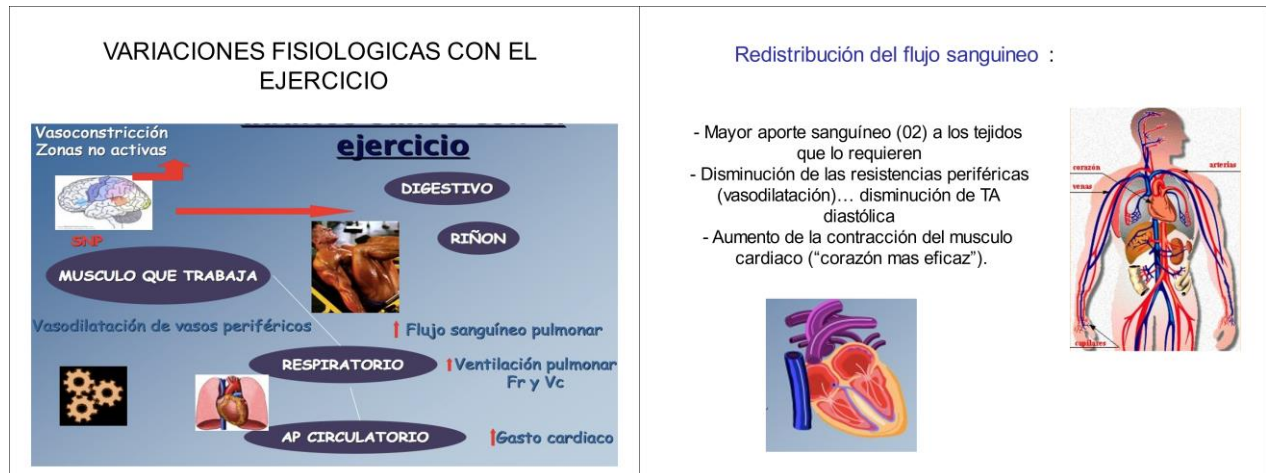 VARIACIONES FISIOLOGICAS CON EL
EJERCICIO
Vasoconstricción
Zonas no activas
ejercicio
DIGESTIVO
RIÑON
SNP
MUSCULO QUE TRABAJA
Vasodilatación de vasos periféricos
Flujo sanguíneo pulmonar
RESPIRATORIO
Ventilación pulmonar
Fr y Vc
AP CIRCULATORIO
Gasto cardiaco
Redistribución del flujo sanguineo :
- Mayor aporte sanguíneo (02) a los tejidos
que lo requieren
- Disminución de las resistencias periféricas
(vasodilatación)… disminución de TA
diastólica
- Aumento de la contracción del musculo
cardiaco (“corazón mas eficaz”).
corazón
arterias
venas
capilares